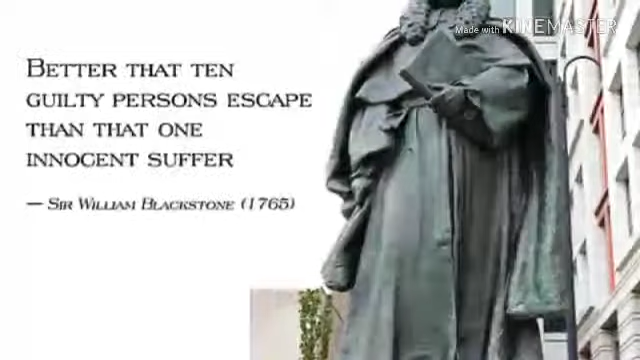 Made with KINEMASTER
BETTER THAT TEN
GUILTY PERSONS ESCAPE
THAN THAT ONE
INNOCENT SUFFER
— SIR WILLIAM BLACKSTONE (1765)